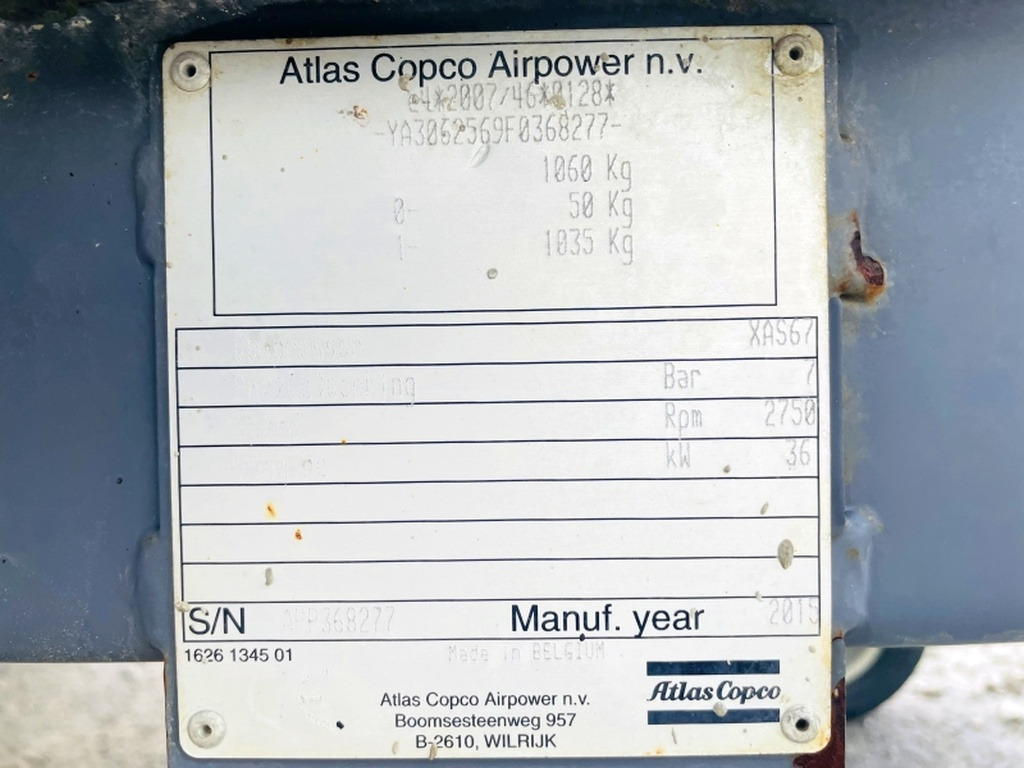 Atlas Copco Airpower n.v.
e4*2007/46*0128*
-YA3062569F0368277-
1060 Kg
0- 50 Kg
1- 1035 Kg
XAS67
Bar 7
Rpm 2750
kW 36
S/N APP368277 Manuf. year 2015
1626 1345 01 Made in BELGIUM
Atlas Copco
Atlas Copco Airpower n.v.
Boomsesteenweg 957
B-2610, WILRIJK